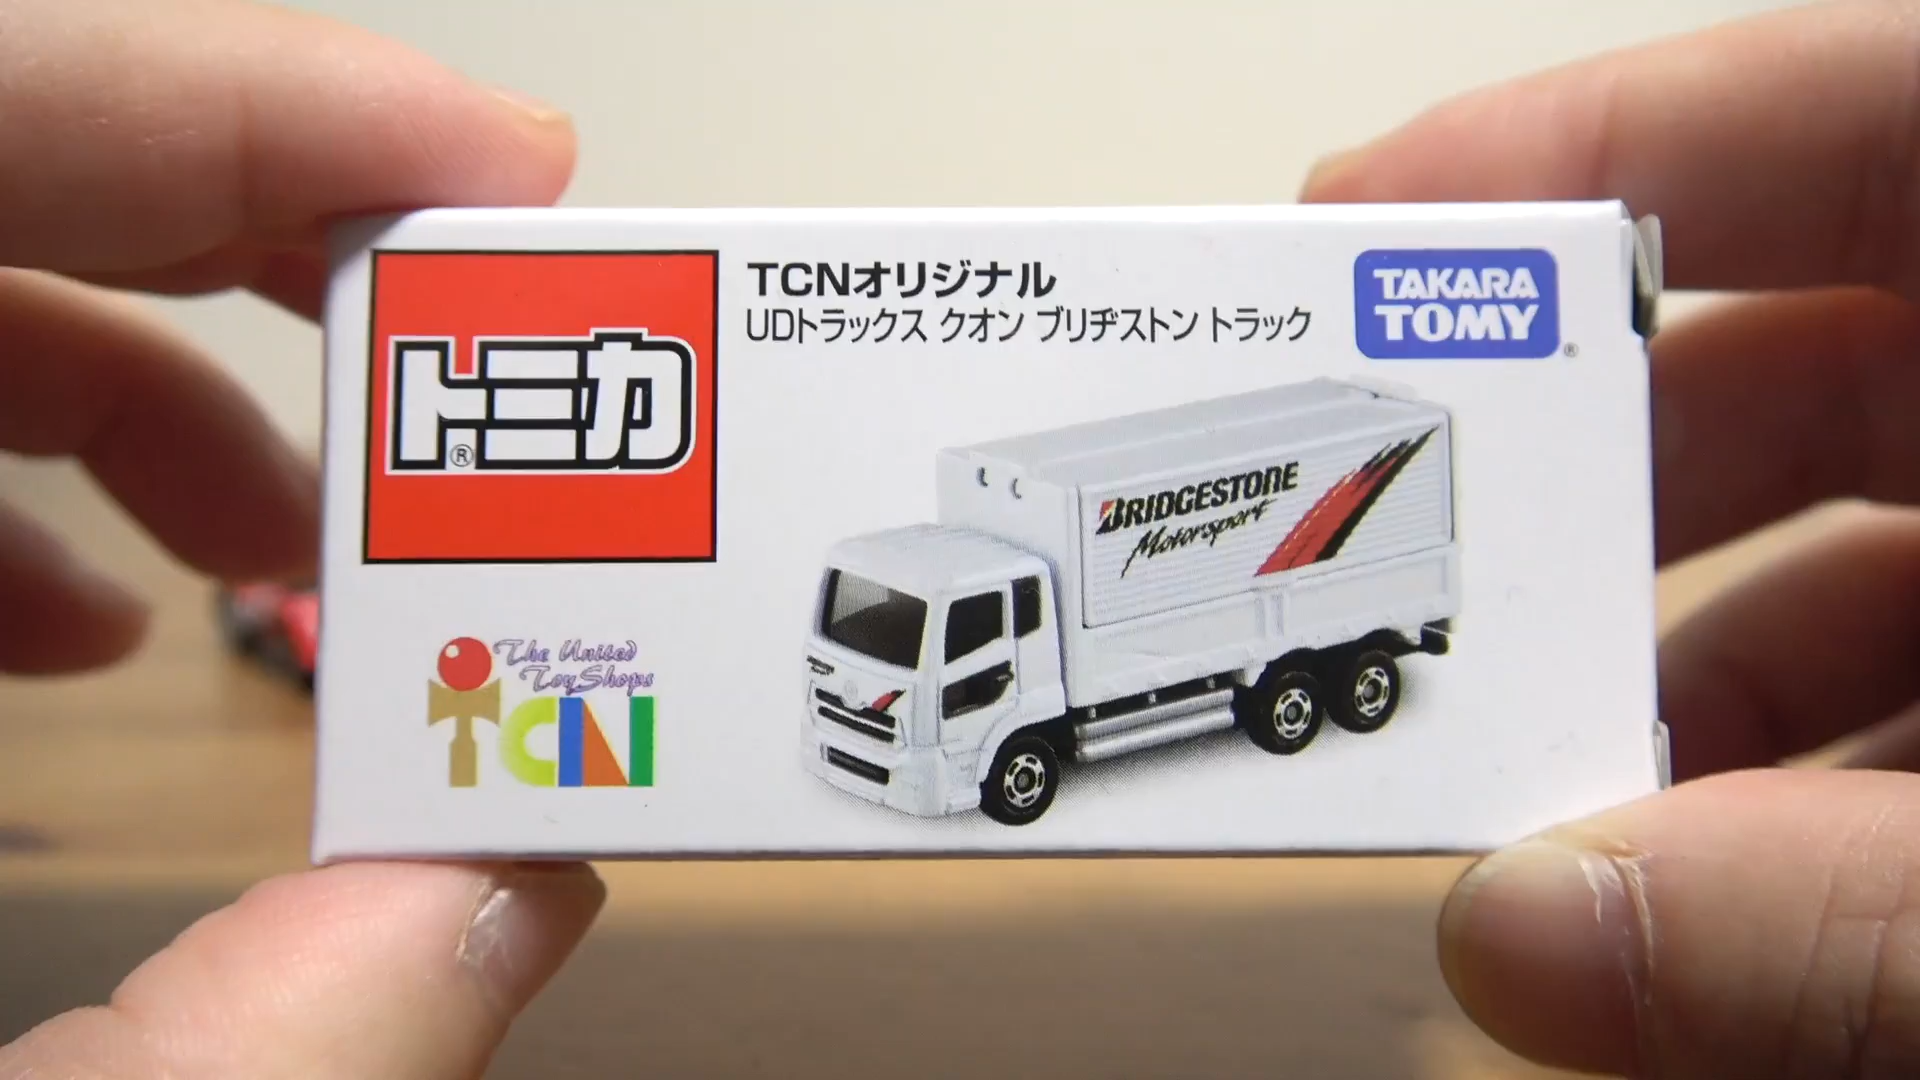 TCNオリジナル
UDトラックス クオン ブリヂストン トラック
TAKARA
TOMY
®
トミカ
®
BRIDGESTONE
Motorsport
The United
ToyShops
TCN